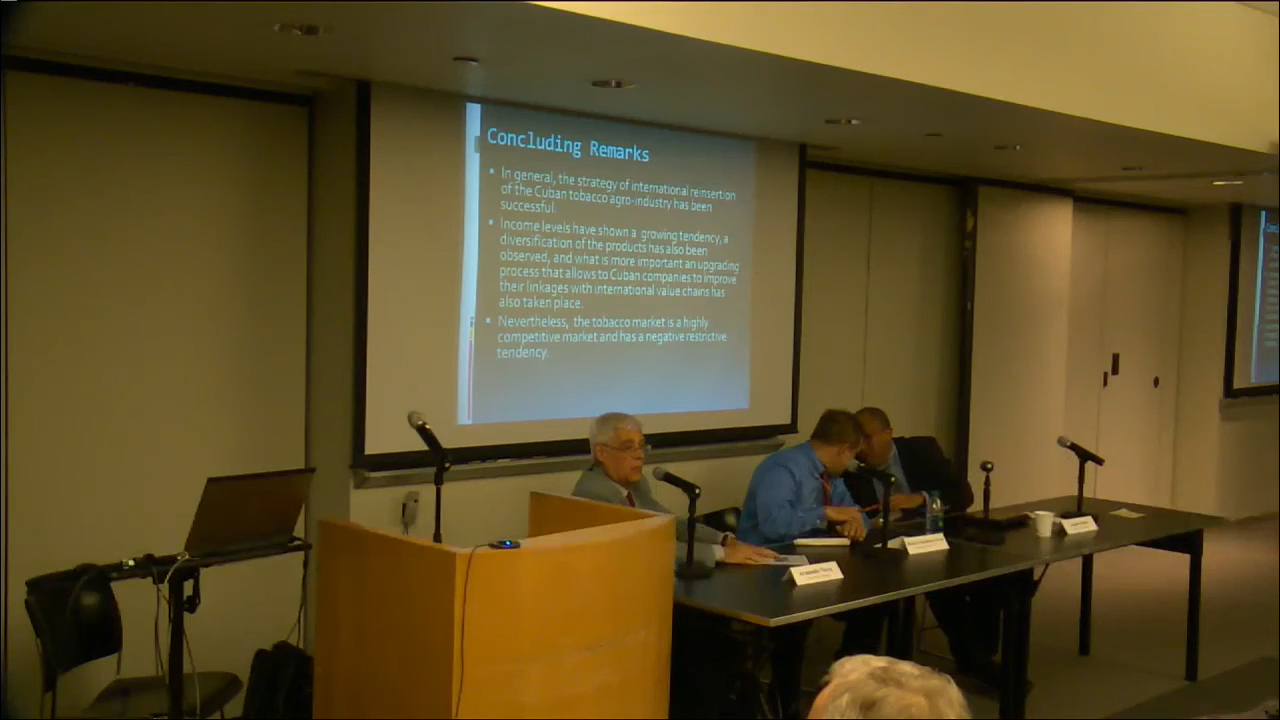 Concluding Remarks
• In general, the strategy of international reinsertion
of the Cuban tobacco agro-industry has been
successful.
• Income levels have shown a growing tendency, a
diversification of the products has also been
observed, and what is more important an upgrading
process that allows to Cuban companies to improve
their linkages with international value chains has
also taken place.
• Nevertheless, the tobacco market is a highly
competitive market and has a negative restrictive
tendency.